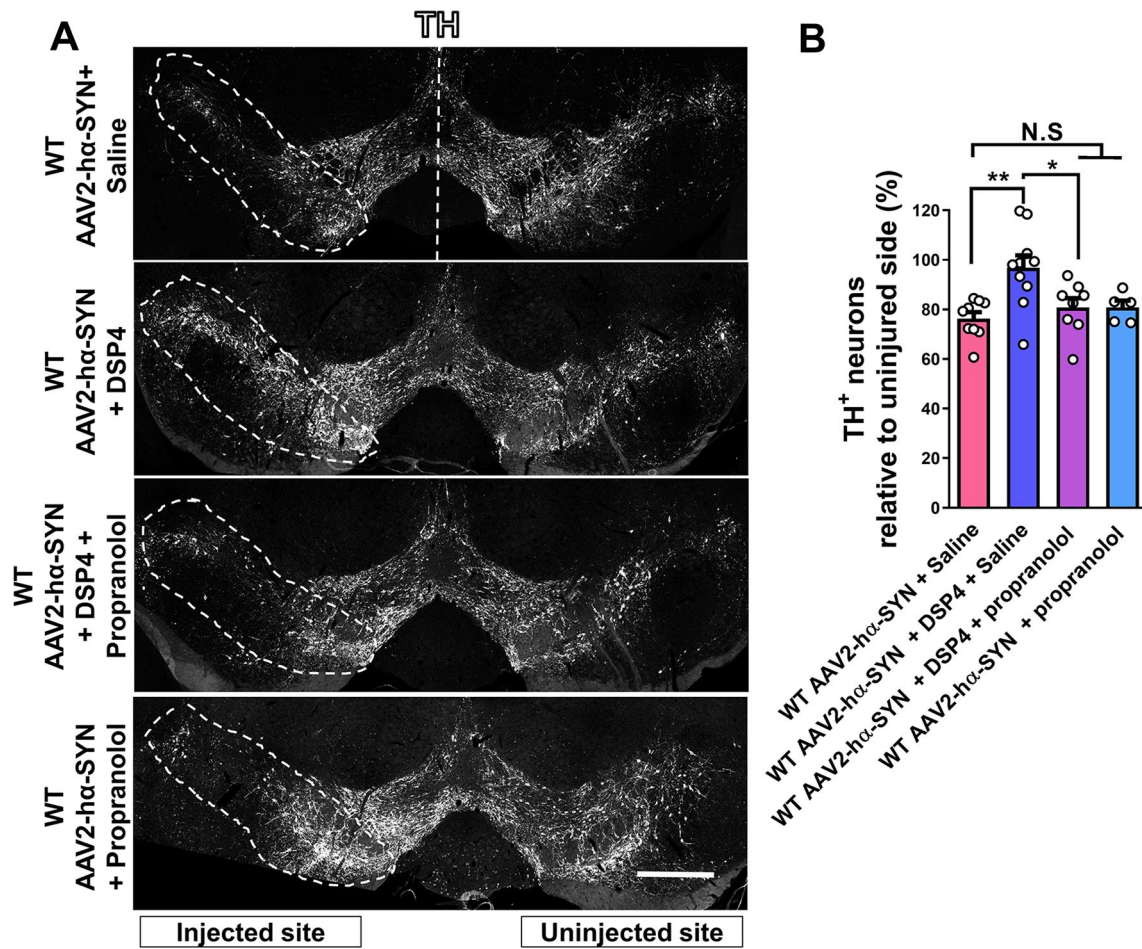 A
TH
WT
AAV2-hα-SYN+
Saline
WT
AAV2-hα-SYN
+ DSP4
WT
AAV2-hα-SYN
+ DSP4 +
Propranolol
WT
AAV2-hα-SYN
+ Propranolol
Injected site
Uninjected site
B
N.S
**
*
TH+ neurons
relative to uninjured side (%)
120
100
80
60
40
20
0
WT AAV2-hα-SYN + Saline
WT AAV2-hα-SYN + DSP4 + Saline
WT AAV2-hα-SYN + DSP4 + propranolol
WT AAV2-hα-SYN + propranolol